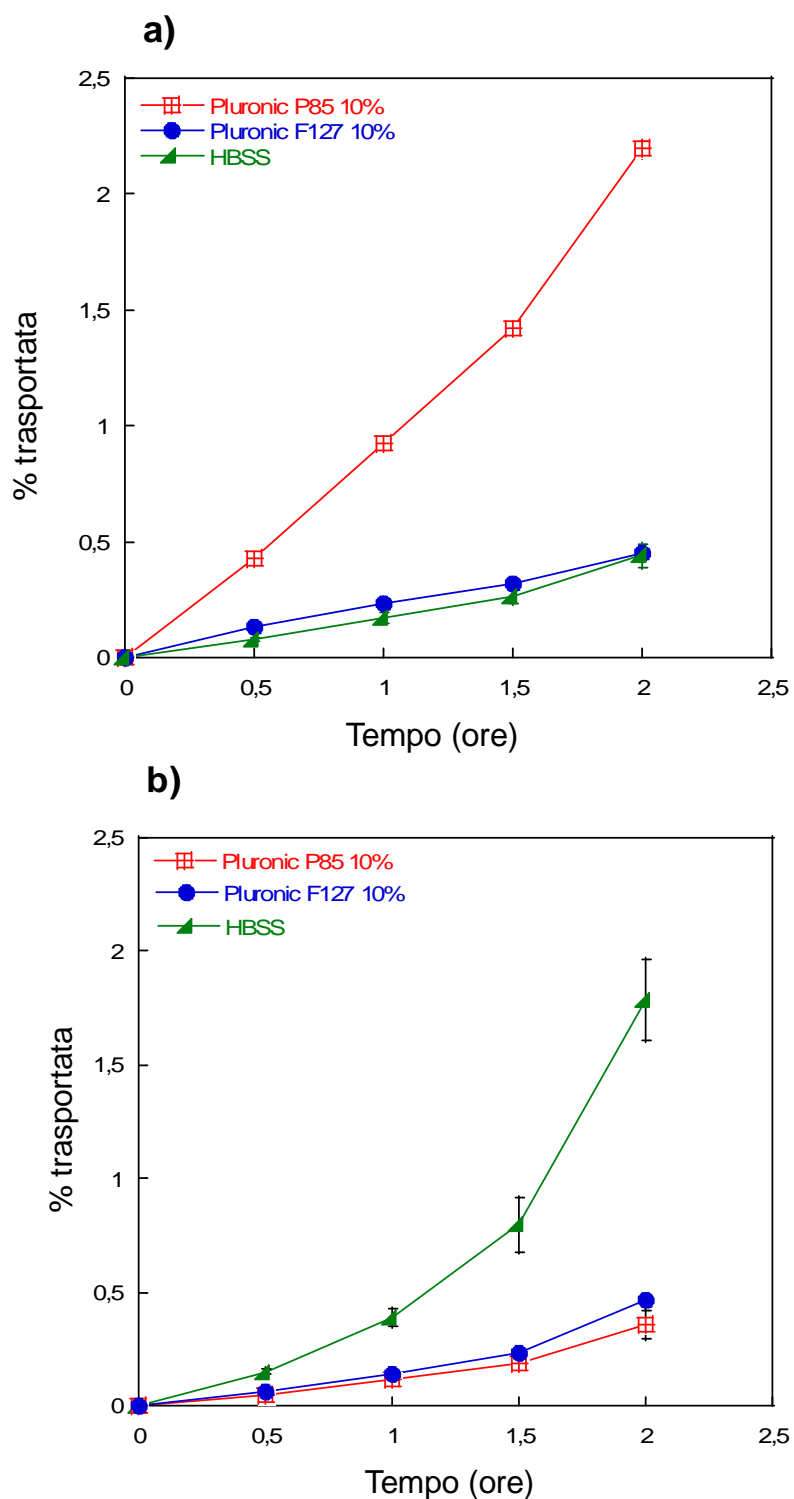 a)
2,5
Pluronic P85 10%
Pluronic F127 10%
HBSS
2
1,5
1
0,5
0
% trasportata
0 0,5 1 1,5 2 2,5
Tempo (ore)
b)
2,5
Pluronic P85 10%
Pluronic F127 10%
HBSS
2
1,5
1
0,5
0
% trasportata
0 0,5 1 1,5 2 2,5
Tempo (ore)